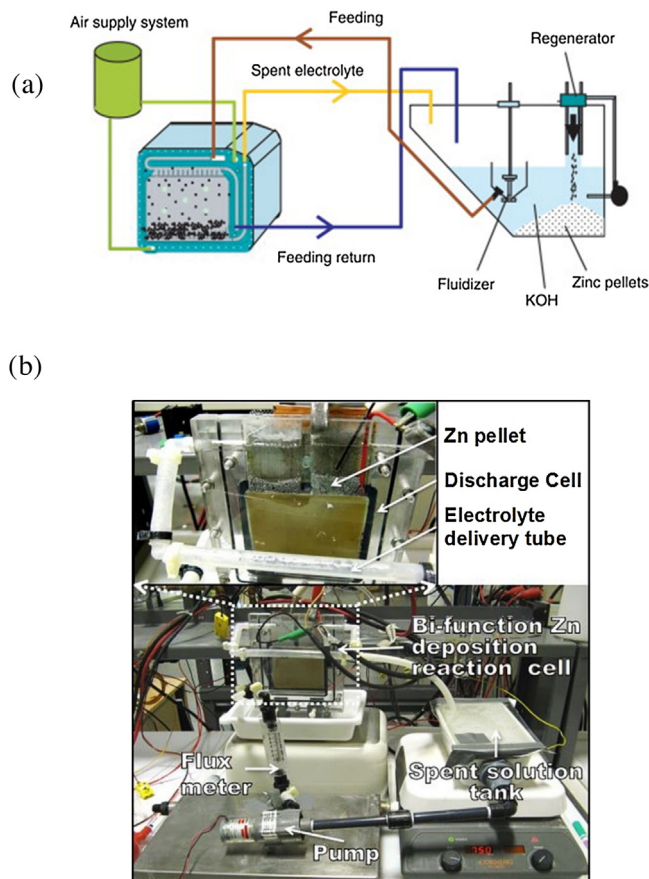 (a)
Air supply system
Feeding
Regenerator
Spent electrolyte
Feeding return
Fluidizer
KOH
Zinc pellets
(b)
Zn pellet
Discharge Cell
Electrolyte
delivery tube
Bi-function Zn
deposition
reaction cell
Flux
meter
Spent solution
tank
Pump
750